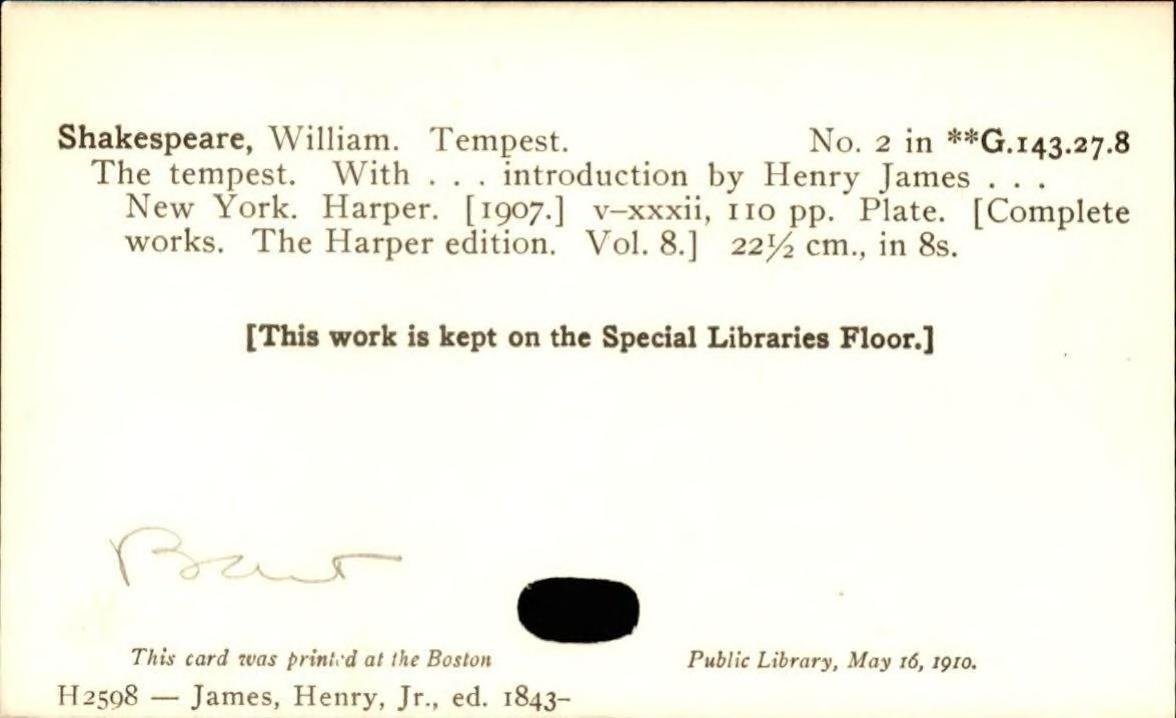 Shakespeare, William. Tempest. No. 2 in **G.143.27.8
The tempest. With . . . introduction by Henry James . . .
New York. Harper. [1907.] v–xxxii, 110 pp. Plate. [Complete
works. The Harper edition. Vol. 8.] 22½ cm., in 8s.
[This work is kept on the Special Libraries Floor.]
This card was printed at the Boston Public Library, May 16, 1910.
H2598 — James, Henry, Jr., ed. 1843–